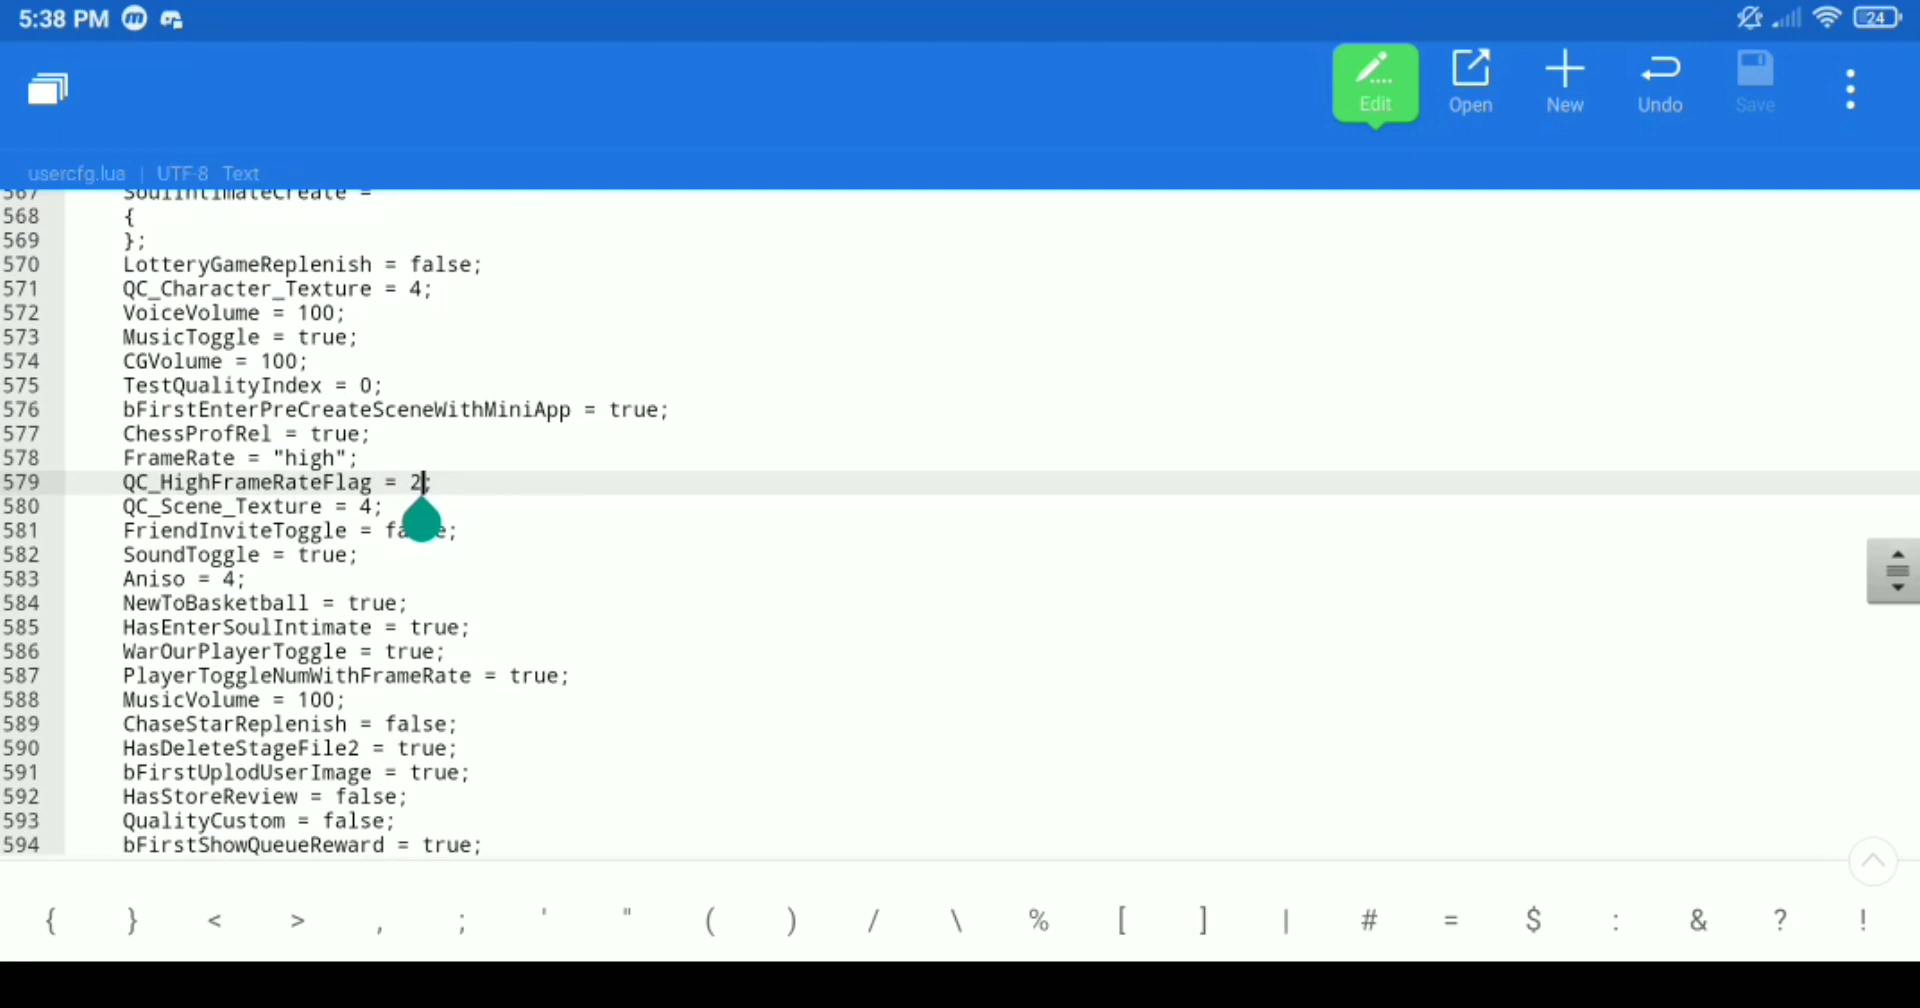 5:38 PM
24
Edit
Open
New
Undo
Save
usercfg.lua | UTF-8 Text
567 SoulIntimateCreate =
568 {
569 };
570 LotteryGameReplenish = false;
571 QC_Character_Texture = 4;
572 VoiceVolume = 100;
573 MusicToggle = true;
574 CGVolume = 100;
575 TestQualityIndex = 0;
576 bFirstEnterPreCreateSceneWithMiniApp = true;
577 ChessProfRel = true;
578 FrameRate = "high";
579 QC_HighFrameRateFlag = 2;
580 QC_Scene_Texture = 4;
581 FriendInviteToggle =
582 SoundToggle = true;
583 Aniso = 4;
584 NewToBasketball = true;
585 HasEnterSoulIntimate = true;
586 WarOurPlayerToggle = true;
587 PlayerToggleNumWithFrameRate = true;
588 MusicVolume = 100;
589 ChaseStarReplenish = false;
590 HasDeleteStageFile2 = true;
591 bFirstUplodUserImage = true;
592 HasStoreReview = false;
593 QualityCustom = false;
594 bFirstShowQueueReward = true;
{ } < > , ; ' " ( ) / \ % [ ] | # = $ : & ? !